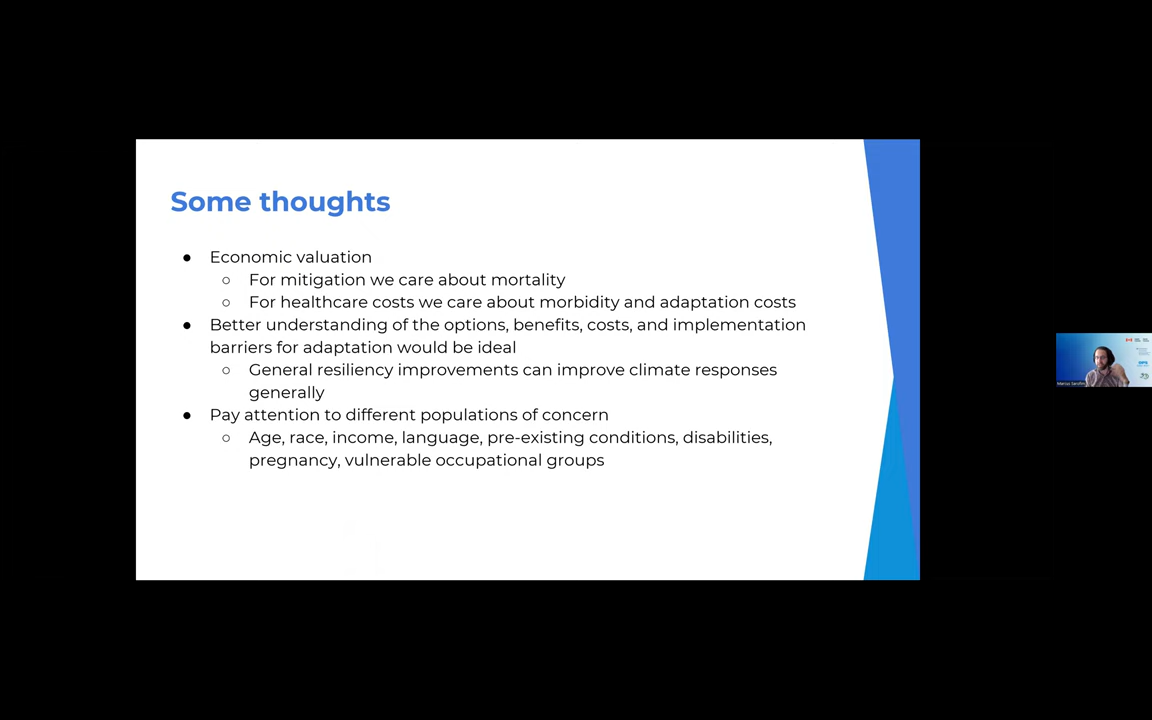 Some thoughts
● Economic valuation
○ For mitigation we care about mortality
○ For healthcare costs we care about morbidity and adaptation costs
● Better understanding of the options, benefits, costs, and implementation
barriers for adaptation would be ideal
○ General resiliency improvements can improve climate responses
generally
● Pay attention to different populations of concern
○ Age, race, income, language, pre-existing conditions, disabilities,
pregnancy, vulnerable occupational groups
Marcus Sarofim